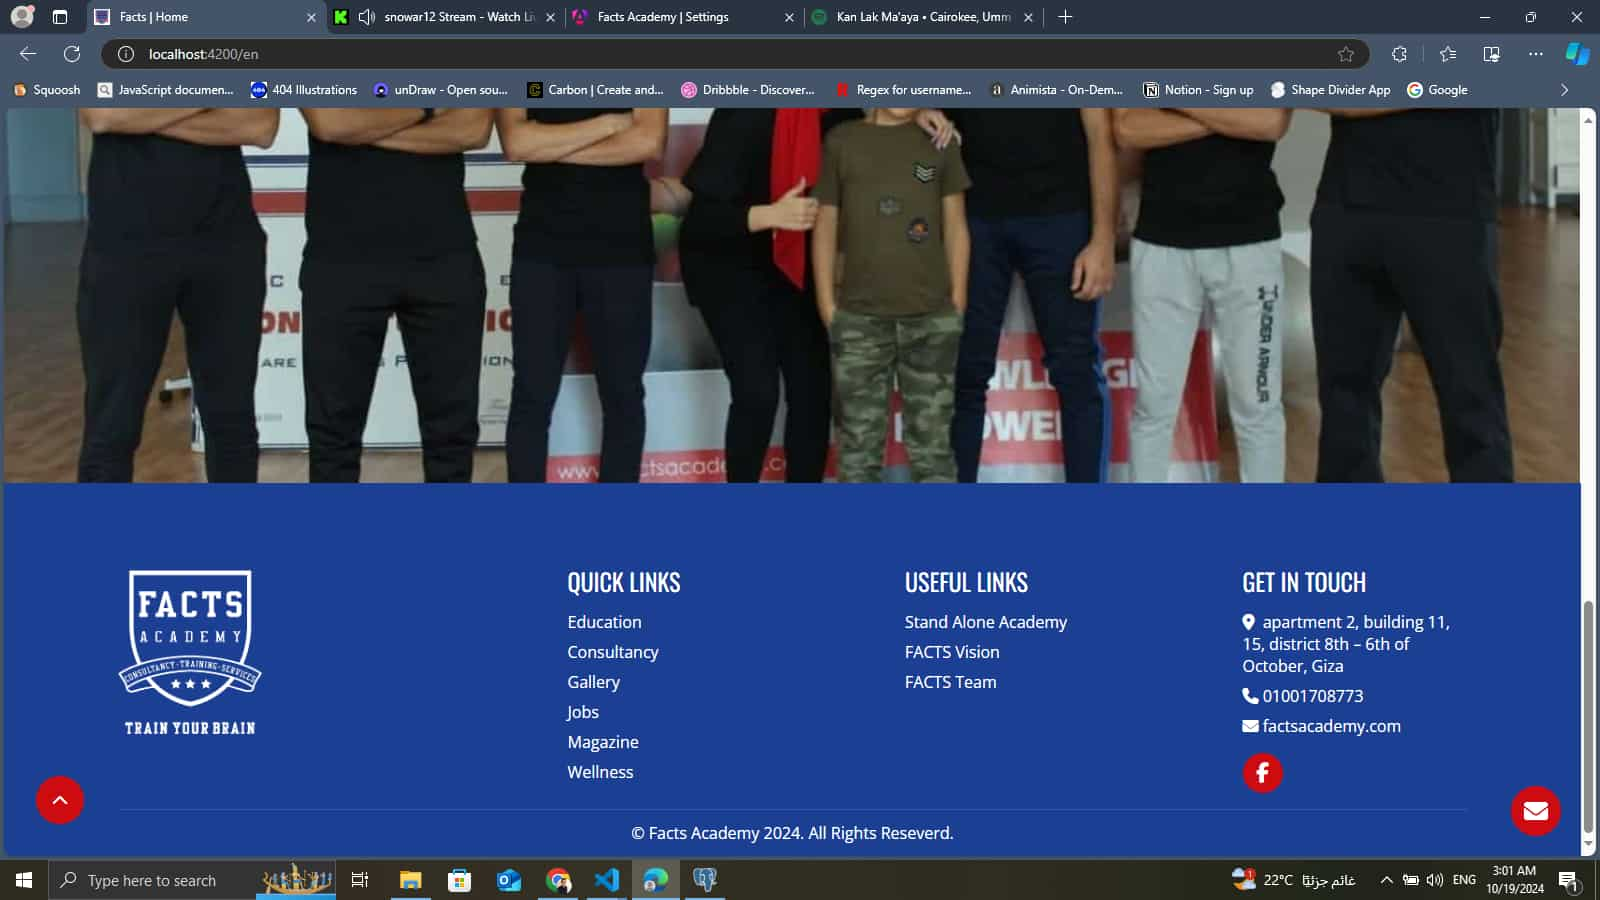 Facts | Home
snowar12 Stream - Watch Li
Facts Academy | Settings
Kan Lak Ma'aya • Cairokee, Umm
localhost:4200/en
Squoosh
JavaScript documen...
404 Illustrations
unDraw - Open sou...
Carbon | Create and...
Dribbble - Discover...
Regex for username...
Animista - On-Dem...
Notion - Sign up
Shape Divider App
Google
UNDER ARMOUR
FACTS
ACADEMY
CONSULTANCY-TRAINING-SERVICES
TRAIN YOUR BRAIN
QUICK LINKS
Education
Consultancy
Gallery
Jobs
Magazine
Wellness
USEFUL LINKS
Stand Alone Academy
FACTS Vision
FACTS Team
GET IN TOUCH
apartment 2, building 11,
15, district 8th – 6th of
October, Giza
01001708773
factsacademy.com
© Facts Academy 2024. All Rights Reseverd.
Type here to search
1
22°C غائم جزئيًا
ENG
3:01 AM
10/19/2024
1